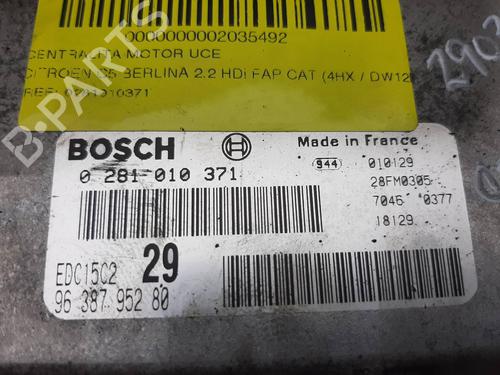 0000000002035492
CENTRALITA MOTOR UCE
CITROEN C5 BERLINA 2.2 HDi FAP CAT (4HX / DW12
REF: 0281010371
B-PARTS
290
BOSCH
Made in France
0 281 010 371
944 010129
28FM0305
7046 0377
18129
EDC15C2 29
96 387 952 80